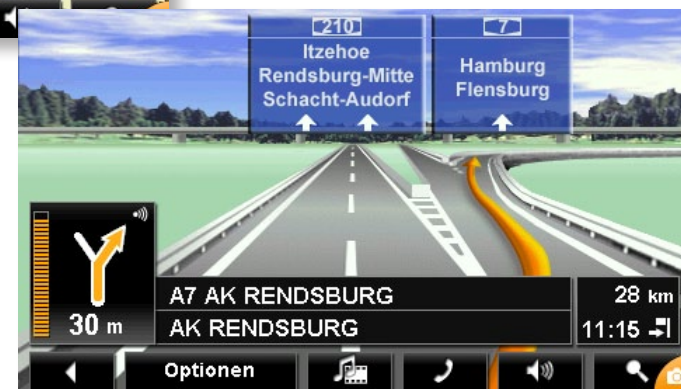 210
Itzehoe
Rendsburg-Mitte
Schacht-Audorf
7
Hamburg
Flensburg
30 m
A7 AK RENDSBURG
28 km
AK RENDSBURG
11:15
Optionen